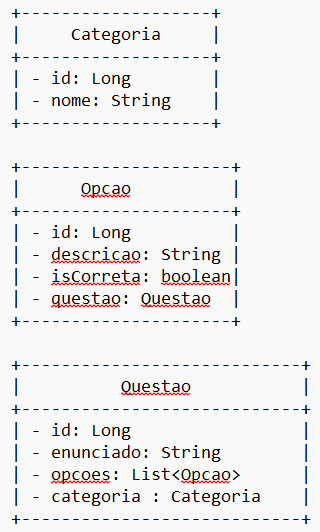 +-------------------+
|     Categoria     |
+-------------------+
| - id: Long        |
| - nome: String    |
+-------------------+
+---------------------+
|      Opcao          |
+---------------------+
| - id: Long          |
| - descricao: String |
| - isCorreta: boolean|
| - questao: Questao  |
+---------------------+
+----------------------------+
|          Questao           |
+----------------------------+
| - id: Long                 |
| - enunciado: String        |
| - opcoes: List<Opcao>      |
| - categoria : Categoria    |
+----------------------------+